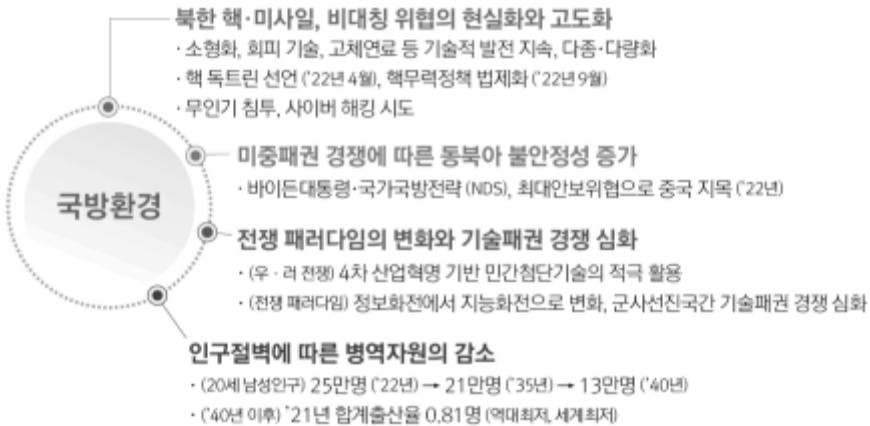 북한 핵·미사일, 비대칭 위협의 현실화와 고도화
· 소형화, 회피 기술, 고체연료 등 기술적 발전 지속, 다종·다량화
· 핵 독트린 선언 ('22년 4월), 핵무력정책 법제화 ('22년 9월)
· 무인기 침투, 사이버 해킹 시도
미중패권 경쟁에 따른 동북아 불안정성 증가
· 바이든대통령·국가국방전략 (NDS), 최대안보위협으로 중국 지목 ('22년)
국방환경
전쟁 패러다임의 변화와 기술패권 경쟁 심화
· (우 · 러 전쟁) 4차 산업혁명 기반 민간첨단기술의 적극 활용
· (전쟁 패러다임) 정보화전에서 지능화전으로 변화, 군사선진국간 기술패권 경쟁 심화
인구절벽에 따른 병역자원의 감소
· (20세 남성인구) 25만명 ('22년) → 21만명 ('35년) → 13만명 ('40년)
· ('40년 이후) '21년 합계출산율 0.81명 (역대최저, 세계최저)